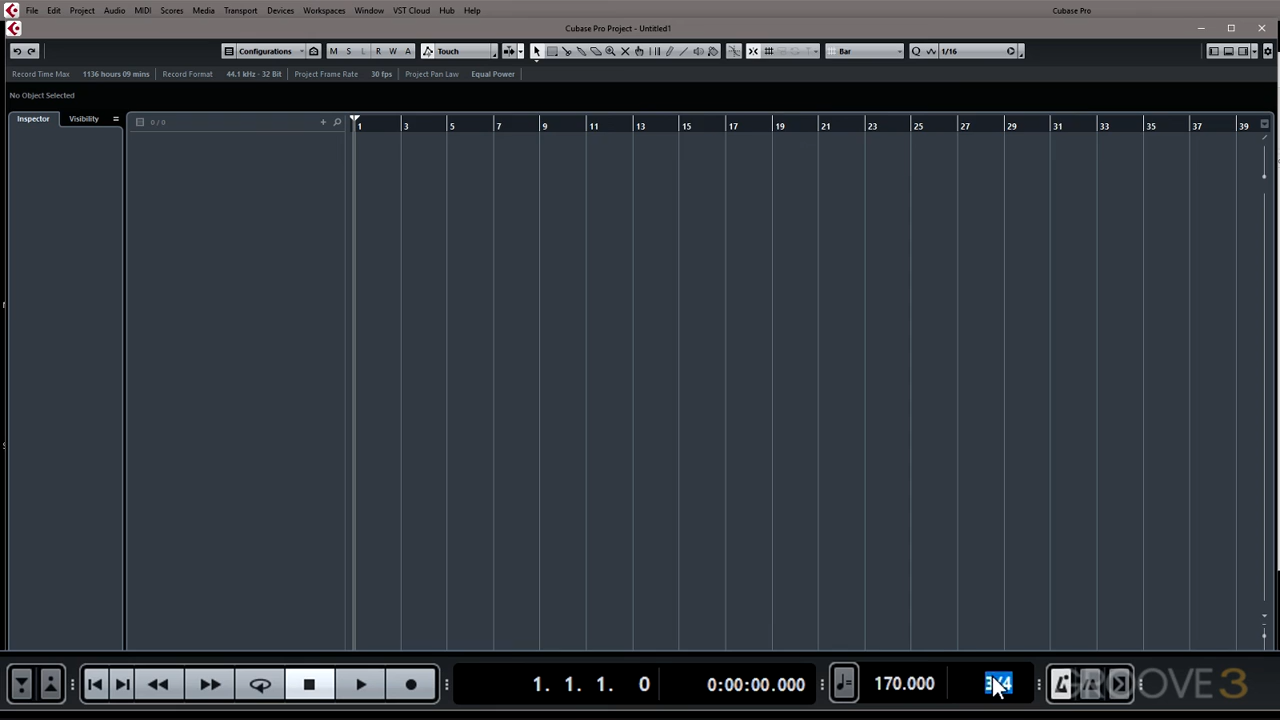 File Edit Project Audio MIDI Scores Media Transport Devices Workspaces Window VST Cloud Hub Help Cubase Pro
Cubase Pro Project - Untitled1
Configurations M S L R W A Touch Bar Q 1/16
Record Time Max 1136 hours 09 mins Record Format 44.1 kHz - 32 Bit Project Frame Rate 30 fps Project Pan Law Equal Power
No Object Selected
Inspector Visibility 0 / 0
1 3 5 7 9 11 13 15 17 19 21 23 25 27 29 31 33 35 37 39
1. 1. 1. 0 0:00:00.000 170.000 GROOVE 3